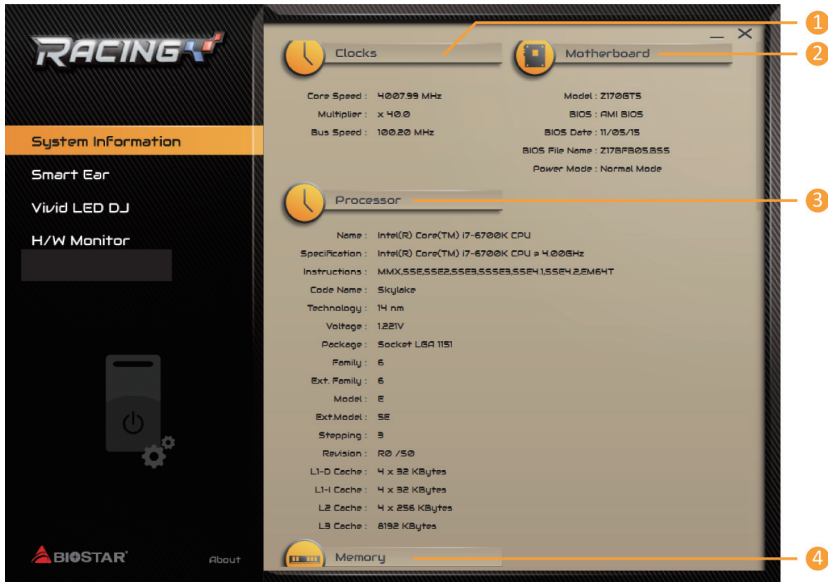 RACING
System Information
Smart Ear
Vivid LED DJ
H/W Monitor
BIOSTAR
About
Clocks
Core Speed : 4007.99 MHz
Multiplier : x 40.0
Bus Speed : 100.20 MHz
Motherboard
Model : Z170GT5
BIOS : AMI BIOS
BIOS Date : 11/05/15
BIOS File Name : Z17BFB05.BSS
Power Mode : Normal Mode
Processor
Name : Intel(R) Core(TM) i7-6700K CPU
Specification : Intel(R) Core(TM) i7-6700K CPU @ 4.00GHz
Instructions : MMX,SSE,SSE2,SSE3,SSSE3,SSE4.1,SSE4.2,EM64T
Code Name : Skylake
Technology : 14 nm
Voltage : 1.221V
Package : Socket LGA 1151
Family : 6
Ext. Family : 6
Model : E
Ext.Model : 5E
Stepping : 3
Revision : R0 /S0
L1-D Cache : 4 x 32 KBytes
L1-I Cache : 4 x 32 KBytes
L2 Cache : 4 x 256 KBytes
L3 Cache : 8192 KBytes
Memory
1
2
3
4